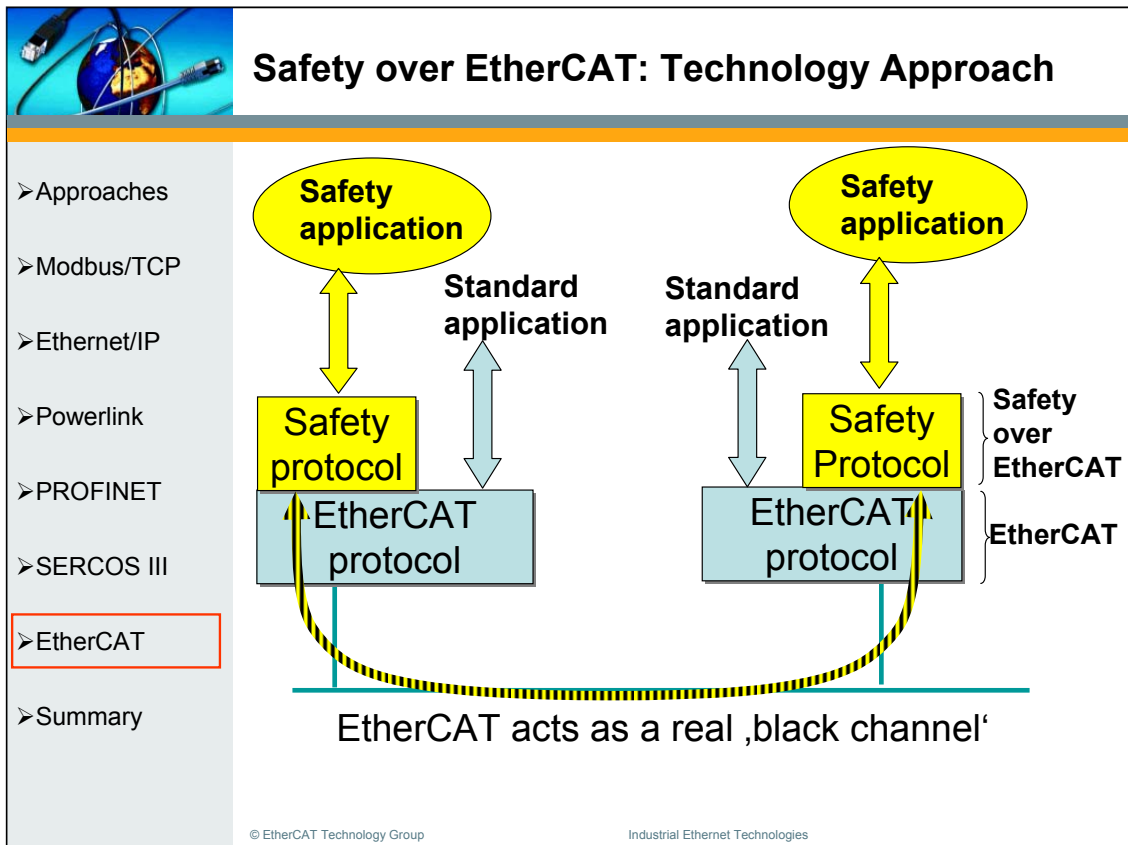 Safety over EtherCAT: Technology Approach
➢Approaches
➢Modbus/TCP
➢Ethernet/IP
➢Powerlink
➢PROFINET
➢SERCOS III
➢EtherCAT
➢Summary
Safety
application
Standard
application
Safety
protocol
EtherCAT
protocol
Safety
application
Standard
application
Safety
Protocol
EtherCAT
protocol
Safety
over
EtherCAT
EtherCAT
EtherCAT acts as a real ‚black channel‘
© EtherCAT Technology Group
Industrial Ethernet Technologies